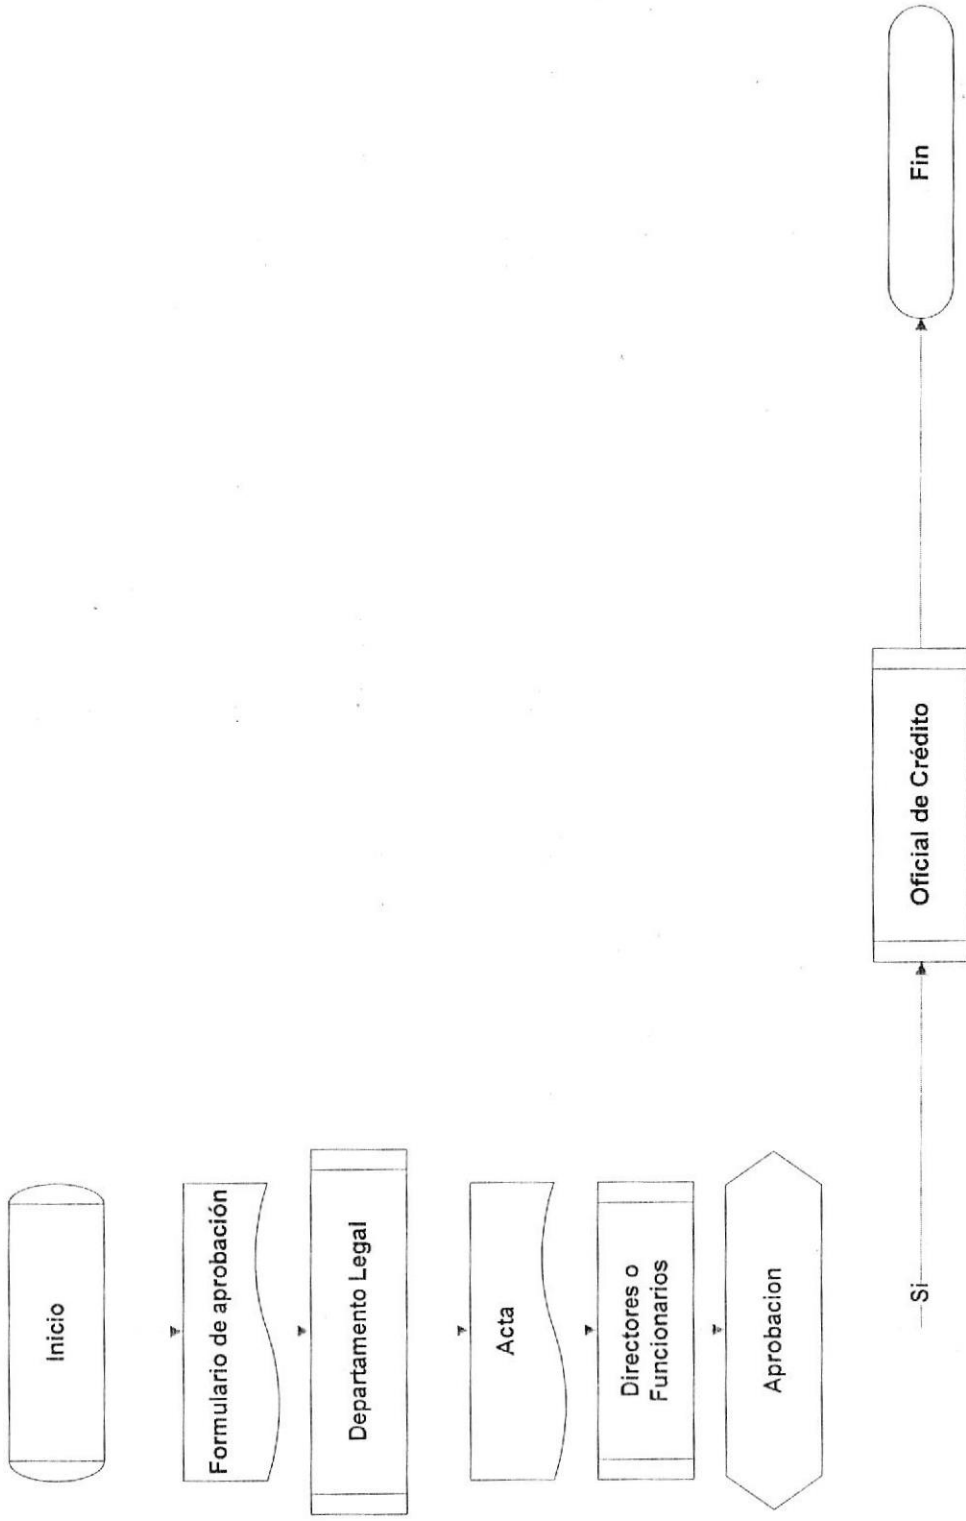 Inicio
Formulario de aprobación
Departamento Legal
Acta
Directores o
Funcionarios
Aprobacion
Si
Oficial de Crédito
Fin